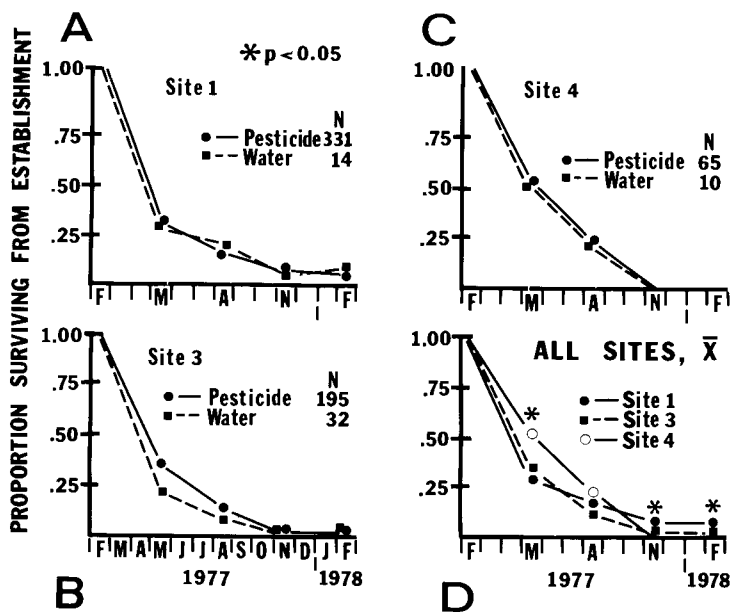 PROPORTION SURVIVING FROM ESTABLISHMENT
A
* p < 0.05
1.00
.75
.50
.25
Site 1
N
Pesticide 331
Water 14
F M A N F
C
1.00
.75
.50
.25
Site 4
N
Pesticide 65
Water 10
F M A N F
1.00
.75
.50
.25
Site 3
N
Pesticide 195
Water 32
F M A M J J A S O N D J F
1977 1978
B
1.00
.75
.50
.25
ALL SITES, X̄
Site 1
Site 3
Site 4
*
* *
F M A N F
1977 1978
D